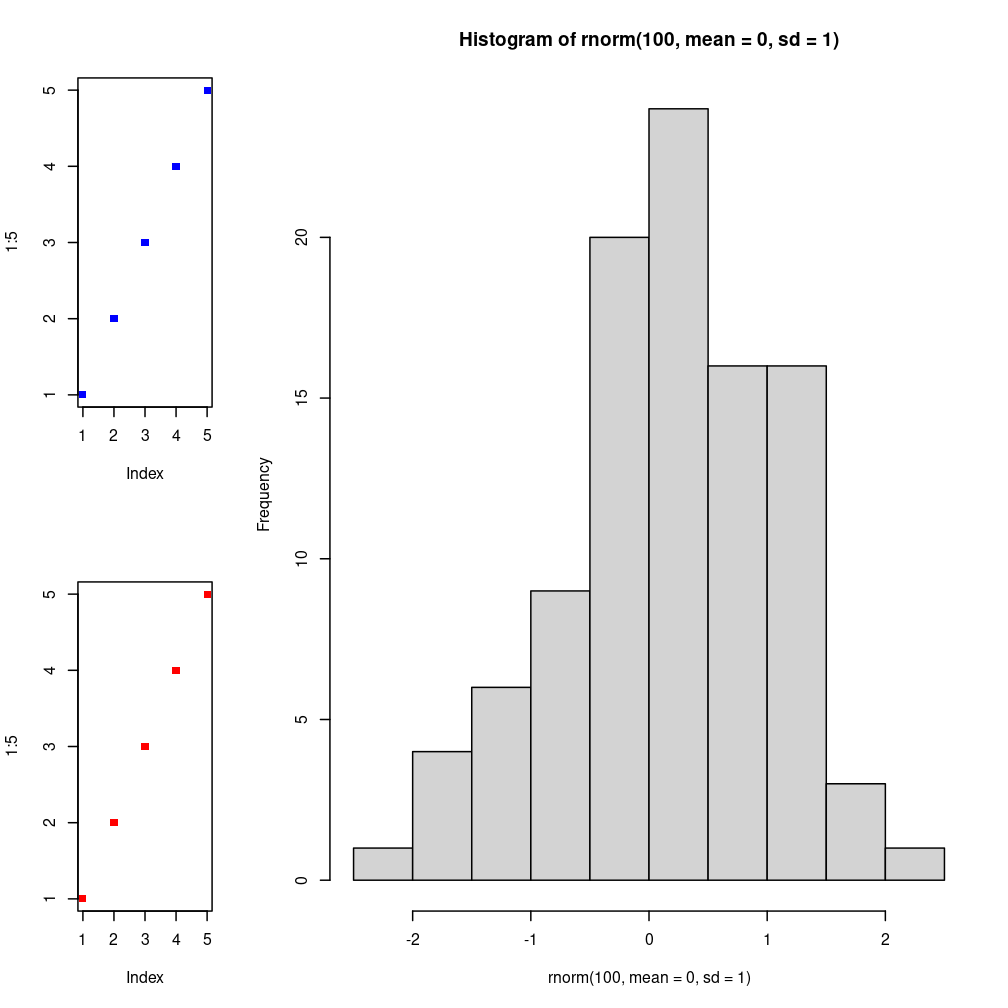 Histogram of rnorm(100, mean = 0, sd = 1)
1:5
5
4
3
2
1
1 2 3 4 5
Index
1:5
5
4
3
2
1
1 2 3 4 5
Index
Frequency
20
15
10
5
0
-2 -1 0 1 2
rnorm(100, mean = 0, sd = 1)